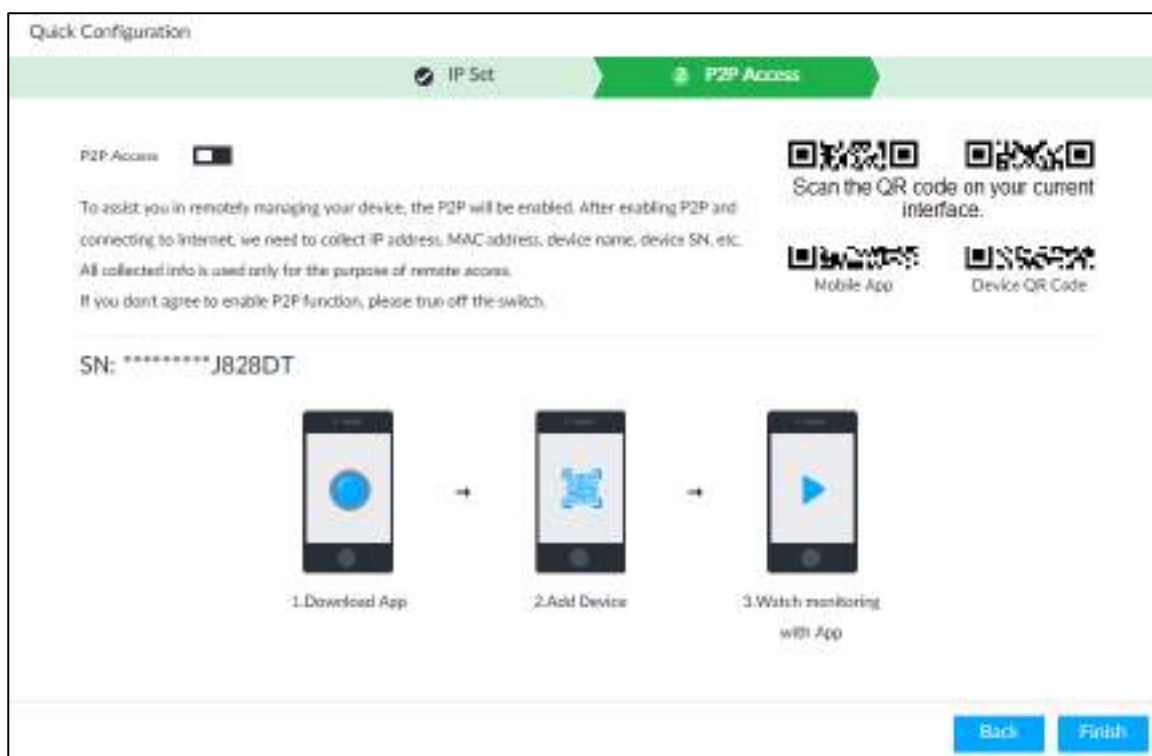 Quick Configuration
IP Set
2 P2P Access
P2P Access
To assist you in remotely managing your device, the P2P will be enabled. After enabling P2P and
connecting to Internet, we need to collect IP address, MAC address, device name, device SN, etc.
All collected info is used only for the purpose of remote access.
If you don't agree to enable P2P function, please trun off the switch.
Scan the QR code on your current
interface.
Mobile App
Device QR Code
SN: *********J828DT
1.Download App
2.Add Device
3.Watch monitoring
with App
Back
Finish